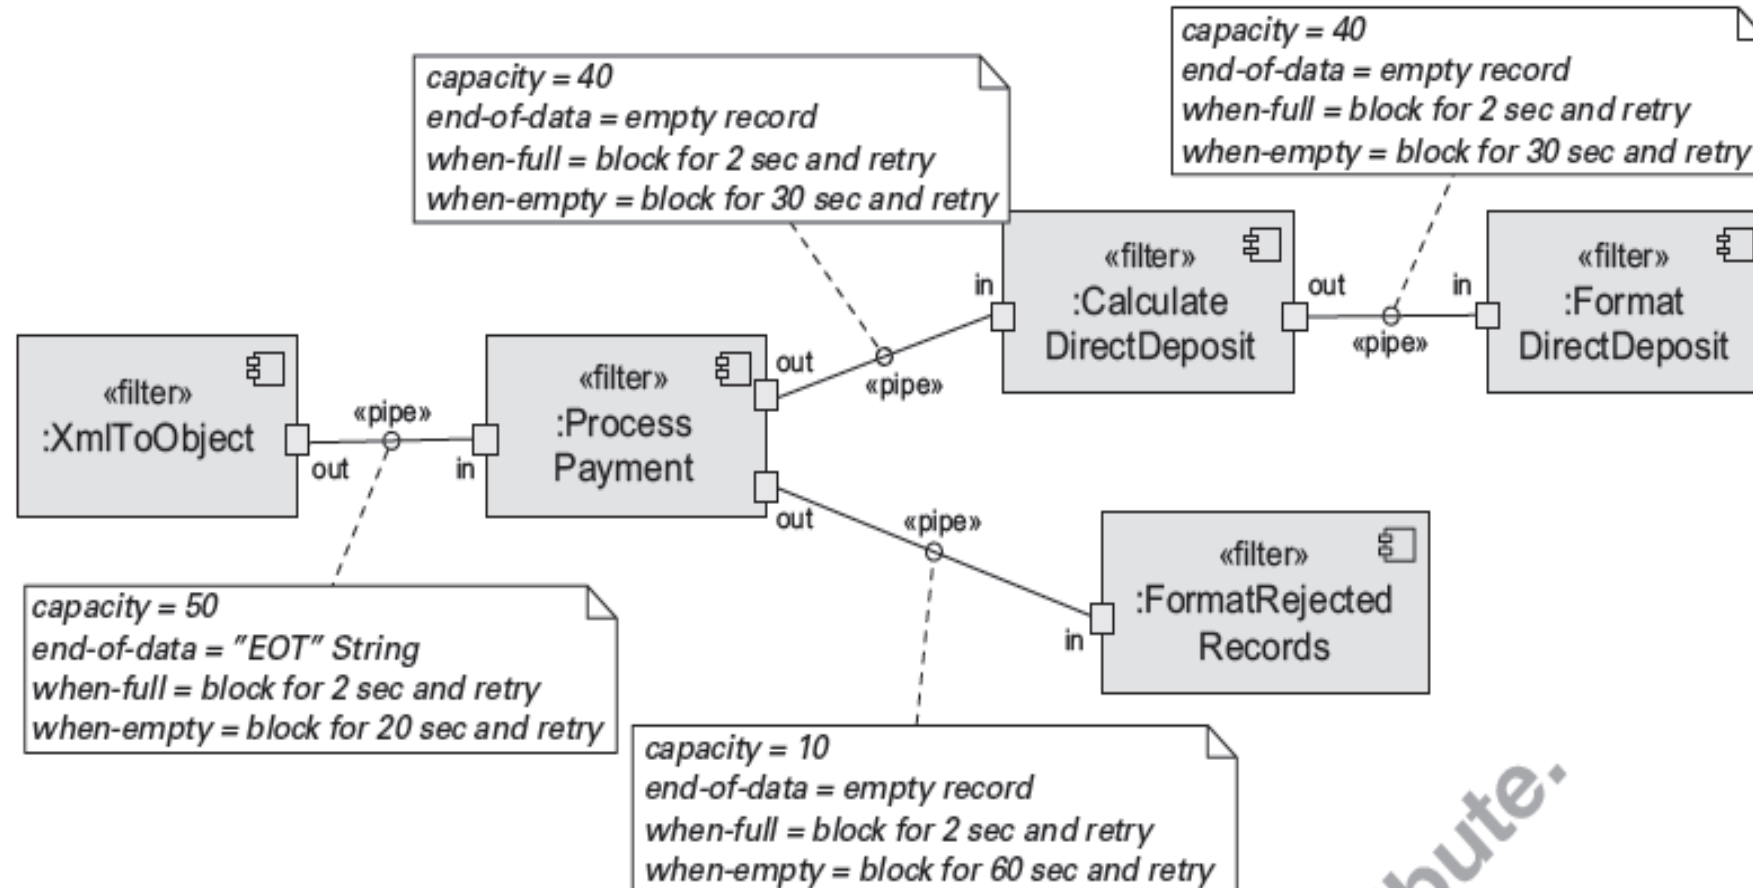 capacity = 40
end-of-data = empty record
when-full = block for 2 sec and retry
when-empty = block for 30 sec and retry
capacity = 40
end-of-data = empty record
when-full = block for 2 sec and retry
when-empty = block for 30 sec and retry
«filter»
:XmlToObject
out
«pipe»
in
«filter»
:Process
Payment
out
«pipe»
in
«filter»
:Calculate
DirectDeposit
out
«pipe»
in
«filter»
:Format
DirectDeposit
out
«pipe»
in
«filter»
:FormatRejected
Records
capacity = 50
end-of-data = "EOT" String
when-full = block for 2 sec and retry
when-empty = block for 20 sec and retry
capacity = 10
end-of-data = empty record
when-full = block for 2 sec and retry
when-empty = block for 60 sec and retry
bute.